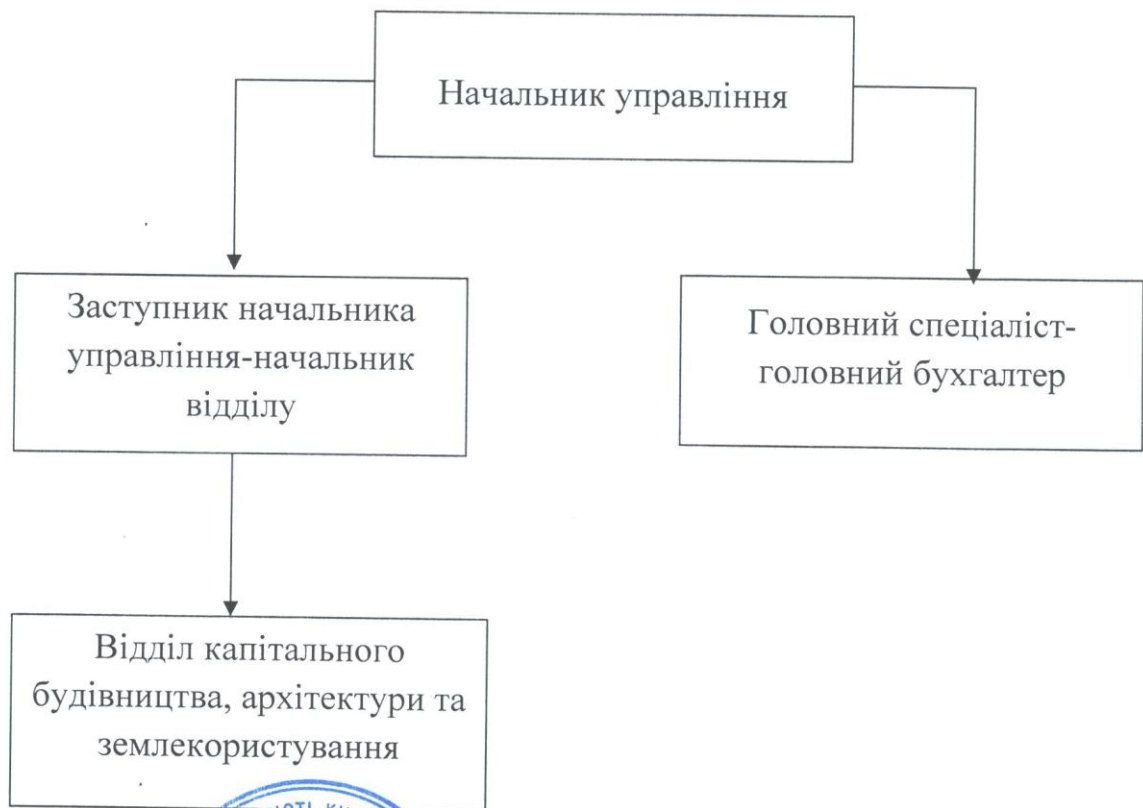 Начальник управління
Заступник начальника
управління-начальник
відділу
Головний спеціаліст-
головний бухгалтер
Відділ капітального
будівництва, архітектури та
землекористування